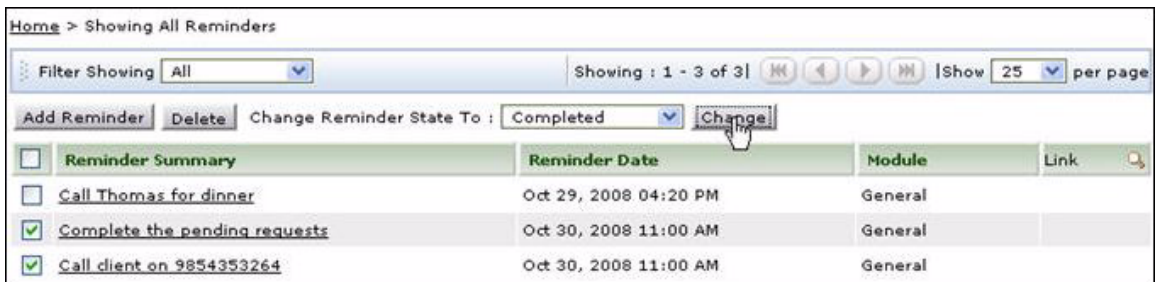 Home > Showing All Reminders
Filter Showing All Showing : 1 - 3 of 3| |Show 25 per page
Add Reminder Delete Change Reminder State To : Completed Change
Reminder Summary Reminder Date Module Link
Call Thomas for dinner Oct 29, 2008 04:20 PM General
Complete the pending requests Oct 30, 2008 11:00 AM General
Call client on 9854353264 Oct 30, 2008 11:00 AM General